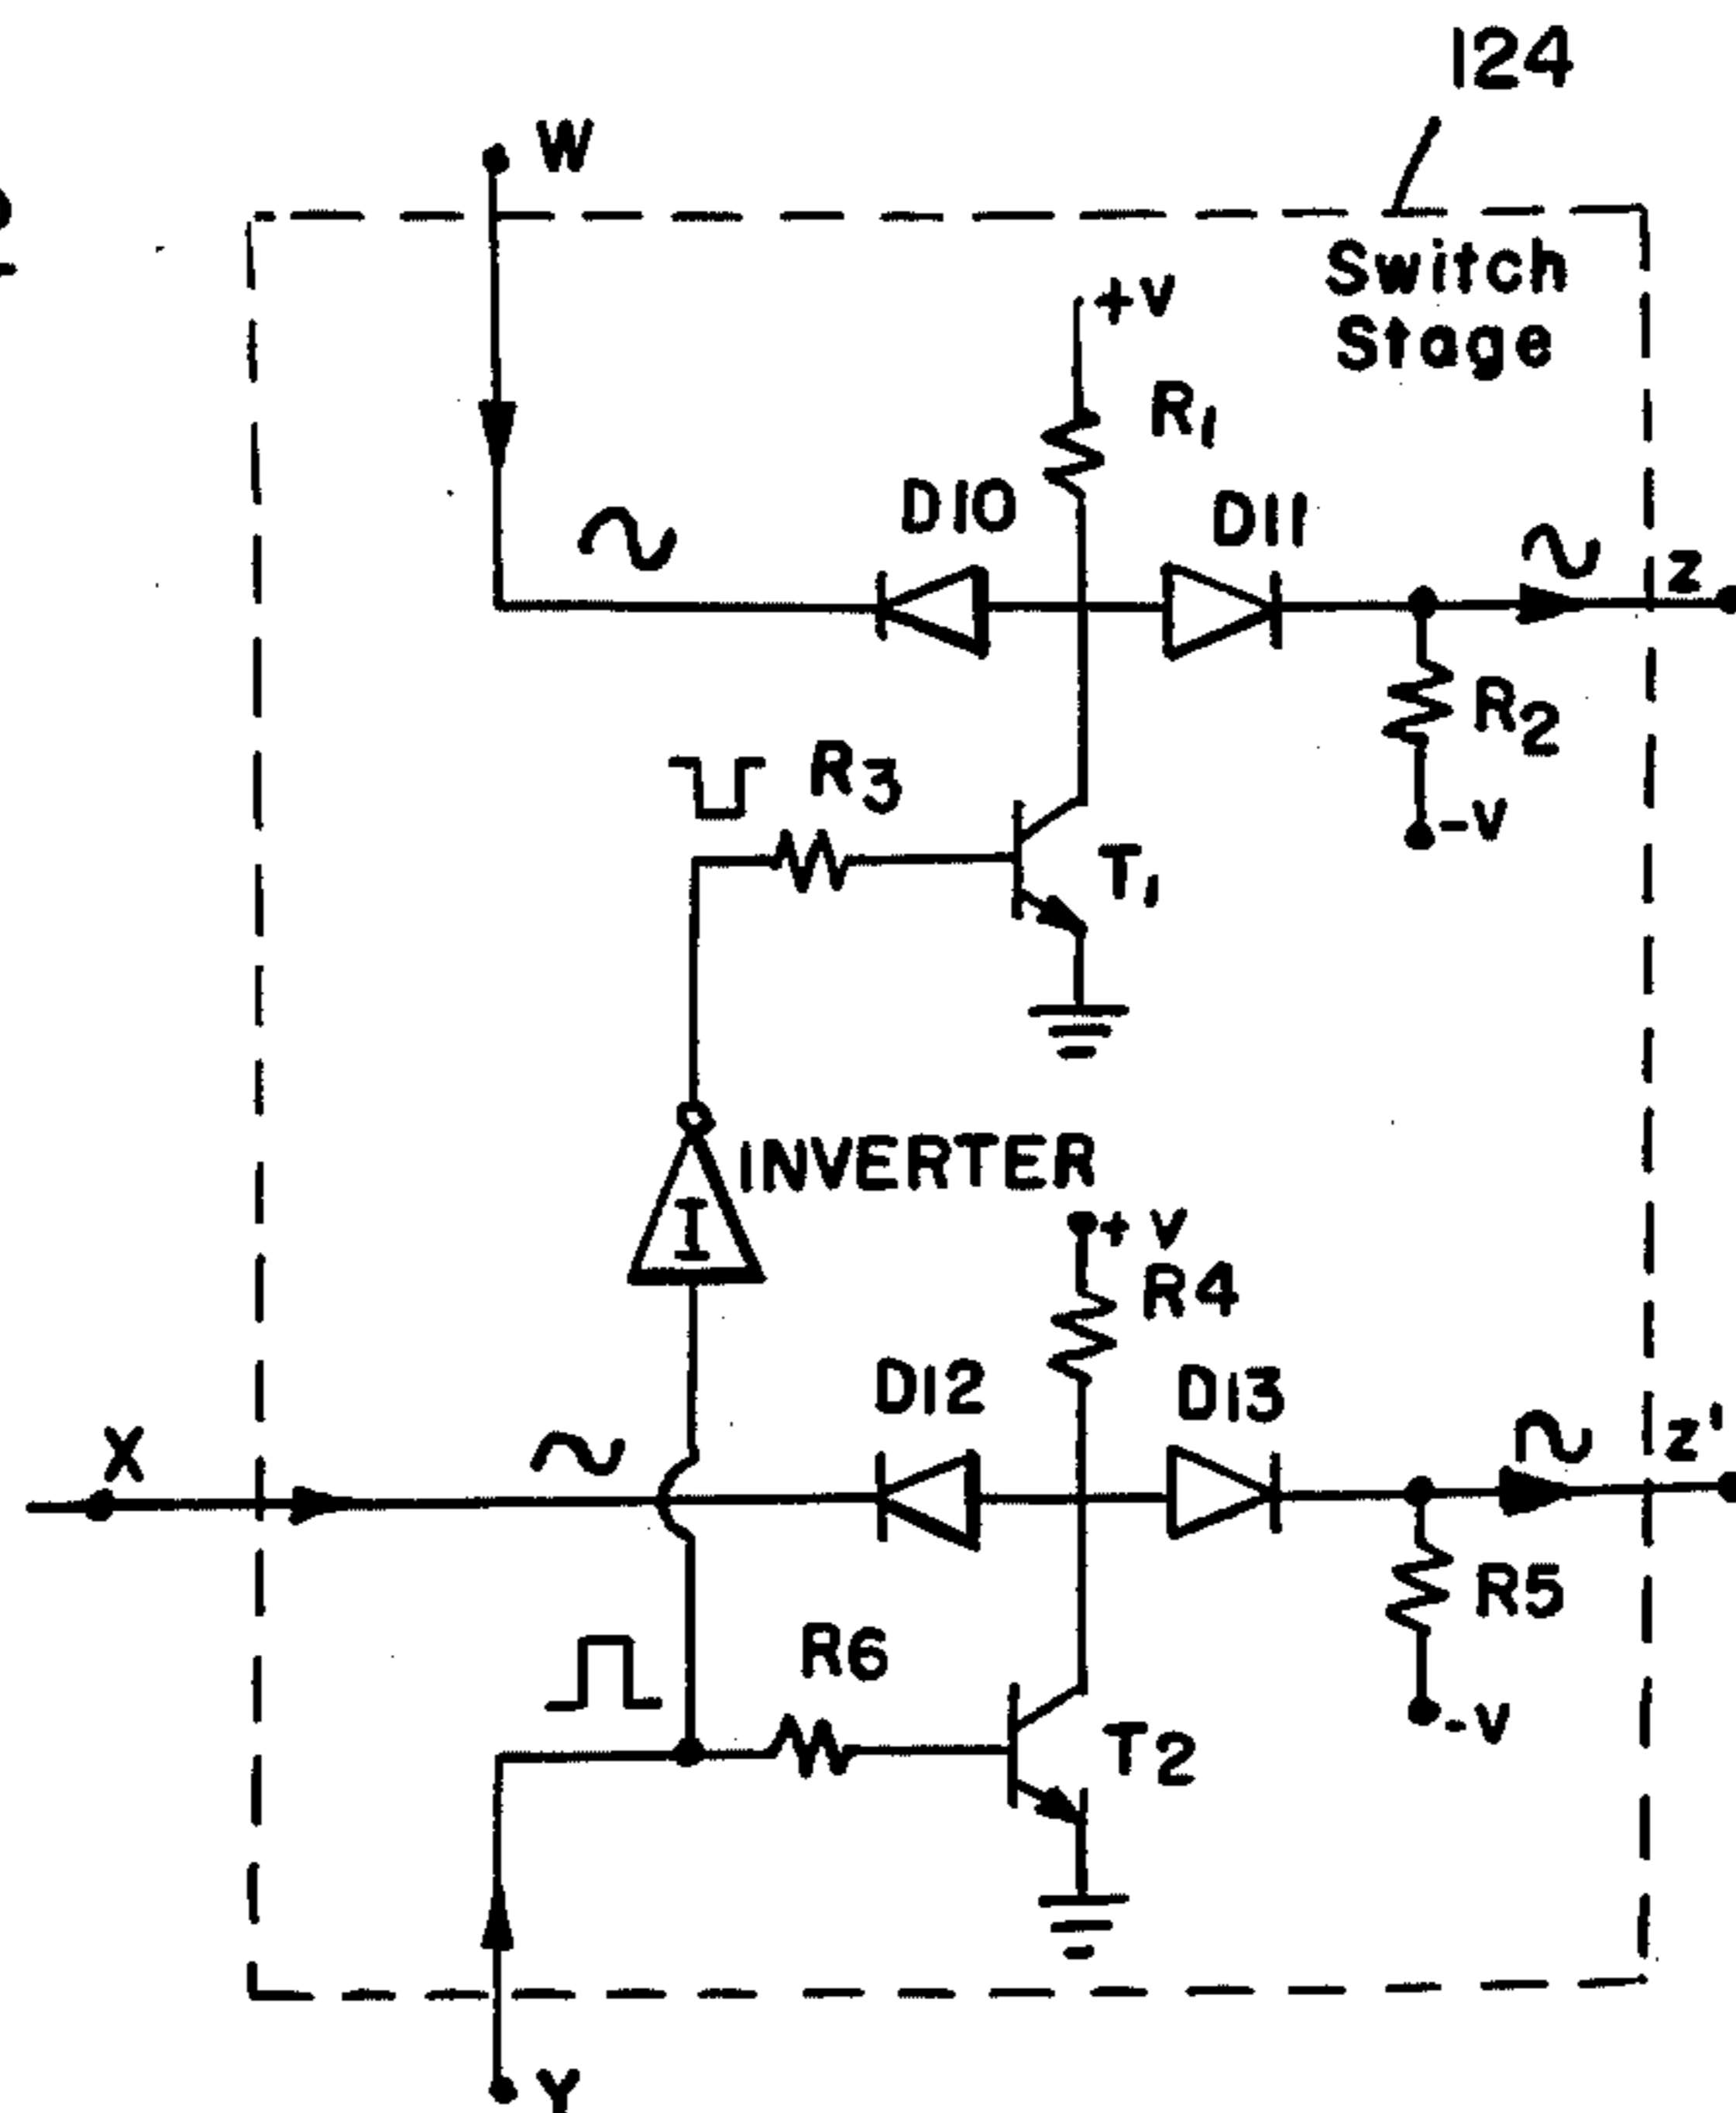 124
W
Switch
Stage
+v
R1
D10
D11
z
R2
-v
R3
T1
INVERTER
I
+v
R4
D12
D13
X
z'
R5
R6
-v
T2
Y